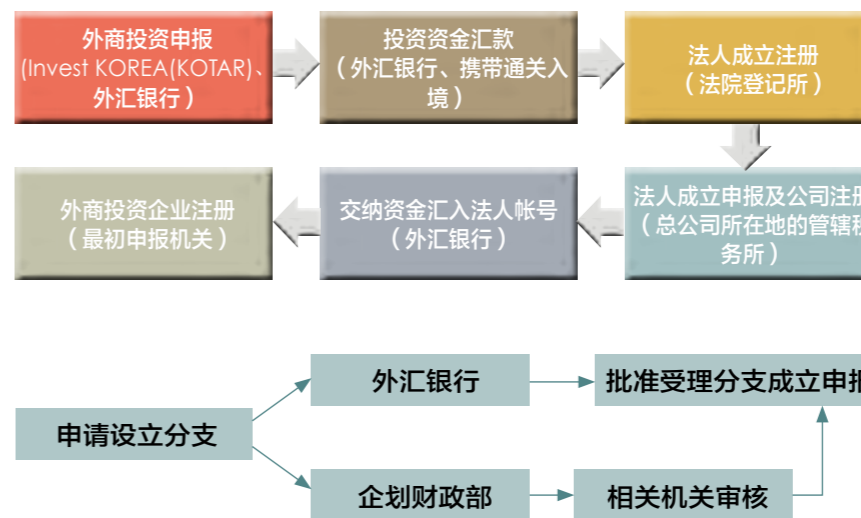 外商投资申报
(Invest KOREA(KOTAR)、
外汇银行）
投资资金汇款
（外汇银行、携带通关入
境）
法人成立注册
（法院登记所）
法人成立申报及公司注册
（总公司所在地的管辖税
务所）
交纳资金汇入法人帐号
（外汇银行）
外商投资企业注册
（最初申报机关）
申请设立分支
外汇银行
批准受理分支成立申报
企划财政部
相关机关审核